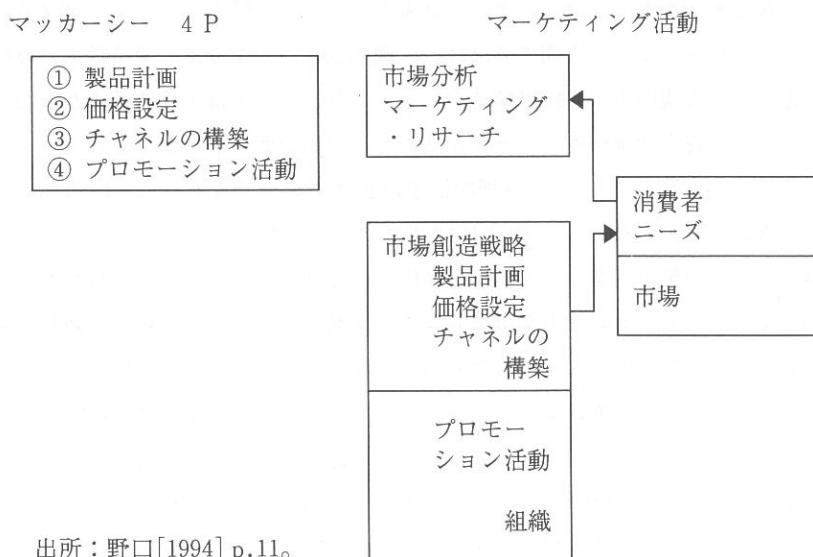 マッカーシー 4P
① 製品計画
② 価格設定
③ チャネルの構築
④ プロモーション活動
マーケティング活動
市場分析
マーケティング
・リサーチ
消費者
ニーズ
市場
市場創造戦略
製品計画
価格設定
チャネルの
構築
プロモー
ション活動
組織
出所：野口[1994] p.11。